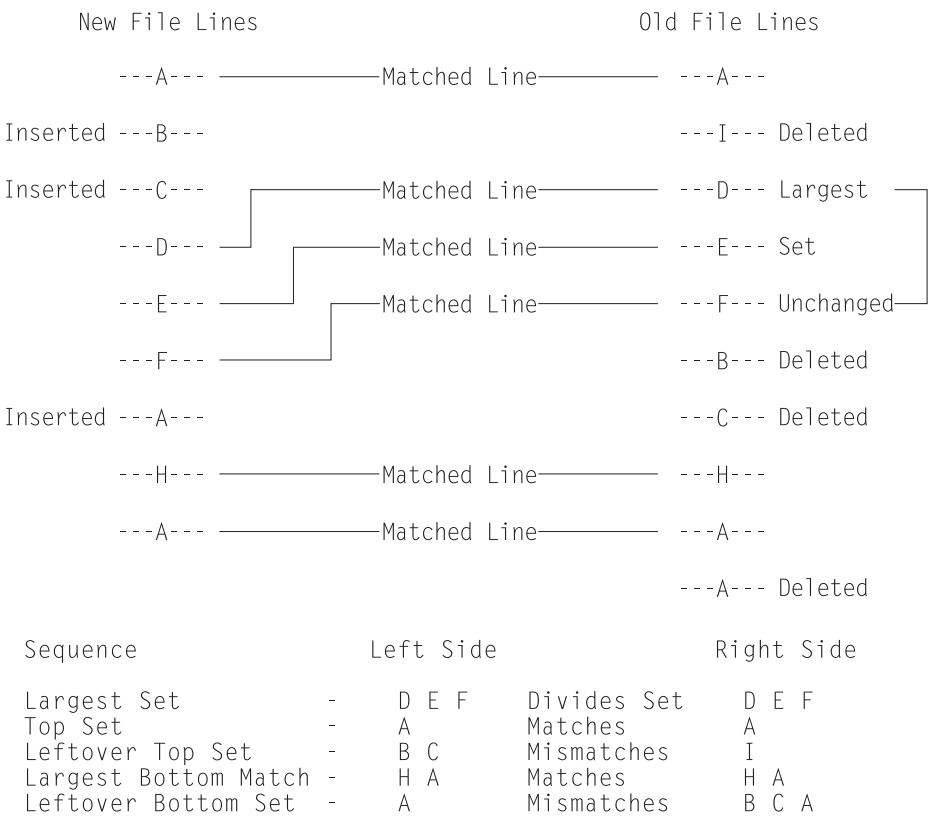 New File Lines Old File Lines
---A--- Matched Line ---A---
Inserted ---B--- ---I--- Deleted
Inserted ---C--- Matched Line ---D--- Largest
---D--- Matched Line ---E--- Set
---E--- Matched Line ---F--- Unchanged
---F--- ---B--- Deleted
Inserted ---A--- ---C--- Deleted
---H--- Matched Line ---H---
---A--- Matched Line ---A---
---A--- Deleted
Sequence Left Side Right Side
Largest Set - D E F Divides Set D E F
Top Set - A Matches A
Leftover Top Set - B C Mismatches I
Largest Bottom Match - H A Matches H A
Leftover Bottom Set - A Mismatches B C A